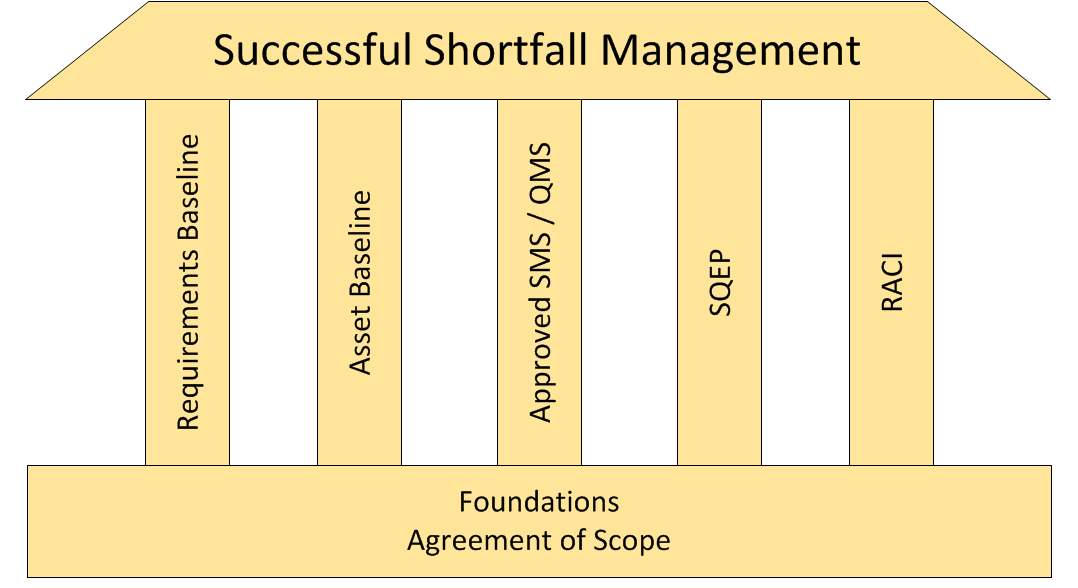 Successful Shortfall Management
Requirements Baseline
Asset Baseline
Approved SMS / QMS
SQEP
RACI
Foundations
Agreement of Scope